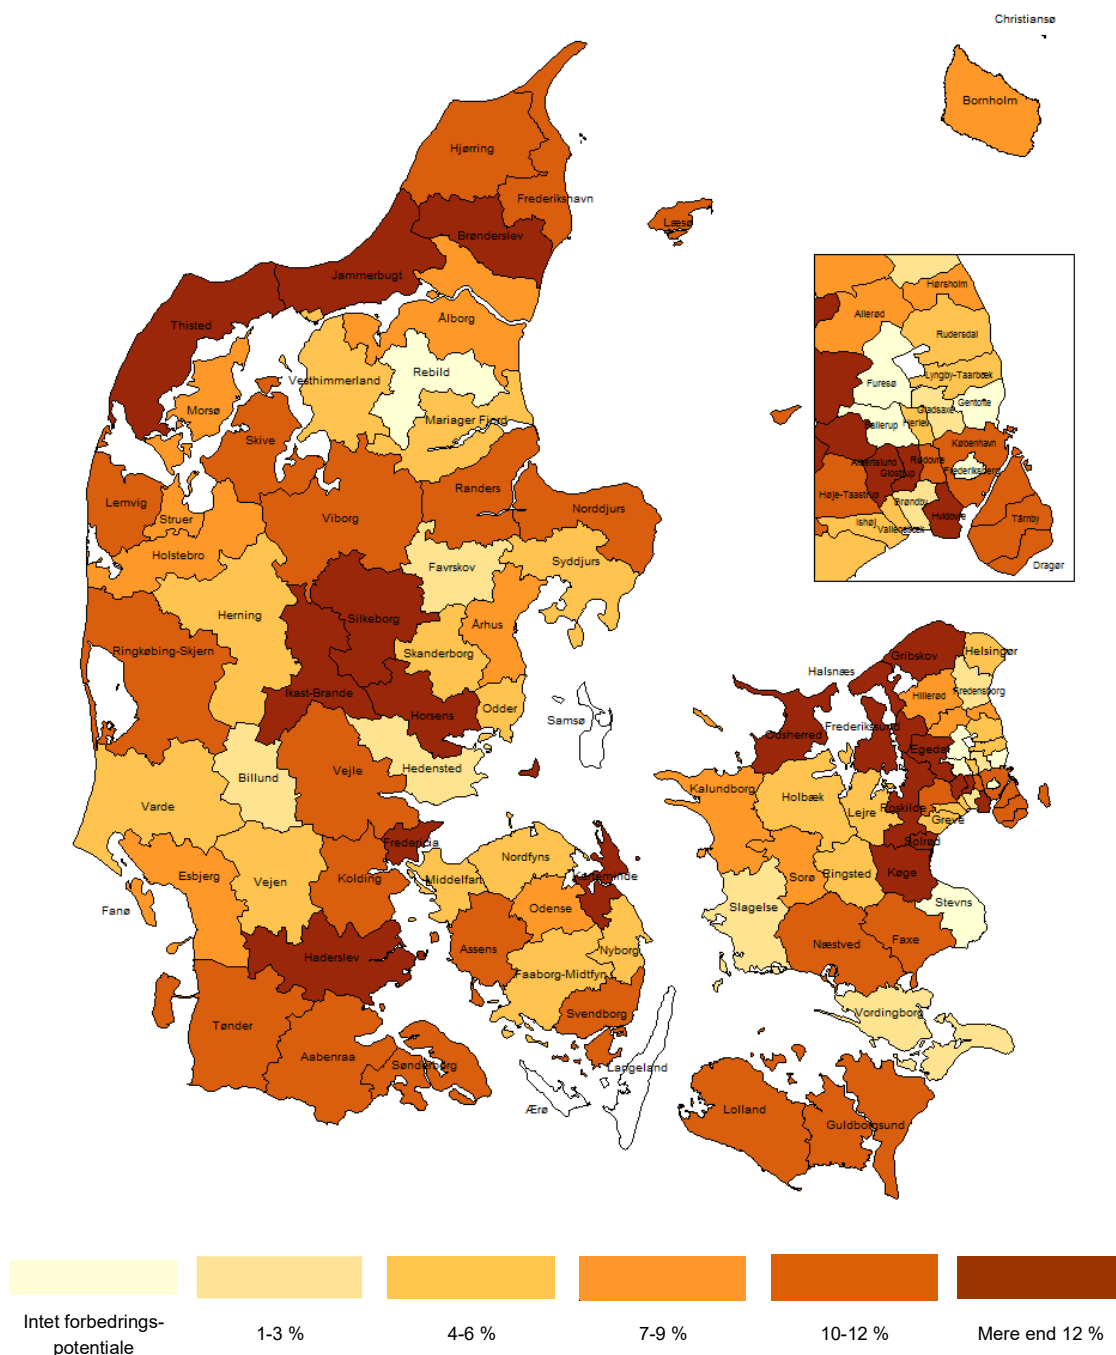 Christiansø
Bornholm
Hjørring
Frederikshavn
Læsø
Brønderslev
Jammerbugt
Thisted
Ålborg
Rebild
Vesthimmerland
Morsø
Mariager Fjord
Skive
Lemvig
Struer
Viborg
Randers
Norddjurs
Holstebro
Favrskov
Syddjurs
Herning
Silkeborg
Århus
Skanderborg
Ringkøbing-Skjern
Ikast-Brande
Horsens
Odder
Samsø
Billund
Vejle
Hedensted
Varde
Fredericia
Esbjerg
Vejen
Kolding
Fanø
Haderslev
Tønder
Aabenraa
Sønderborg
Middelfart
Nordfyns
Kerteminde
Odense
Assens
Nyborg
Faaborg-Midtfyn
Svendborg
Langeland
Ærø
Hørsholm
Allerød
Rudersdal
Lyngby-Taarbæk
Furesø
Gentofte
Gladsaxe
Ballerup
Herlev
København
Albertslund
Rødovre
Glostrup
Frederiksberg
Høje-Taastrup
Brøndby
Hvidovre
Ishøj
Vallensbæk
Tårnby
Dragør
Gribskov
Helsingør
Halsnæs
Hillerød
Fredensborg
Frederikssund
Odsherred
Egedal
Kalundborg
Holbæk
Lejre
Roskilde
Greve
Solrød
Sorø
Ringsted
Køge
Slagelse
Stevns
Næstved
Faxe
Vordingborg
Lolland
Guldborgsund
Intet forbedrings-
potentiale
1-3 %
4-6 %
7-9 %
10-12 %
Mere end 12 %